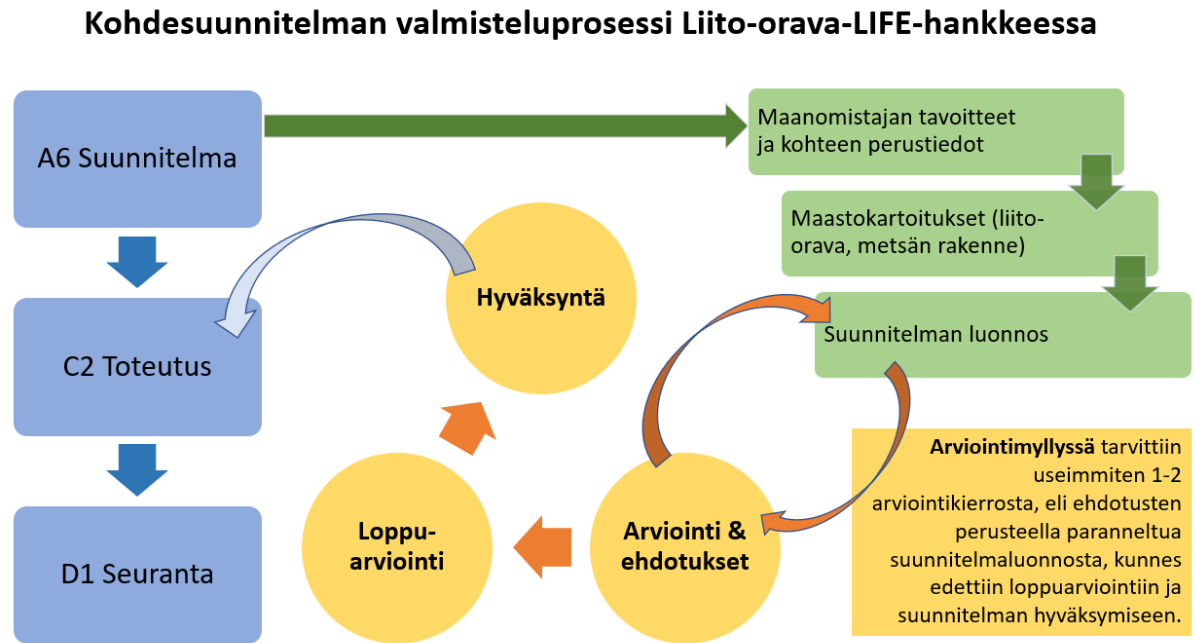 Kohdesuunnitelman valmisteluprosessi Liito-orava-LIFE-hankkeessa
A6 Suunnitelma
C2 Toteutus
D1 Seuranta
Maanomistajan tavoitteet
ja kohteen perustiedot
Maastokartoitukset (liito-
orava, metsän rakenne)
Suunnitelman luonnos
Hyväksyntä
Loppu-
arviointi
Arviointi &
ehdotukset
Arviointimyllyssä tarvittiin
useimmiten 1-2
arviointikierrosta, eli ehdotusten
perusteella paranneltua
suunnitelmaluonnosta, kunnes
edettiin loppuarviointiin ja
suunnitelman hyväksymiseen.